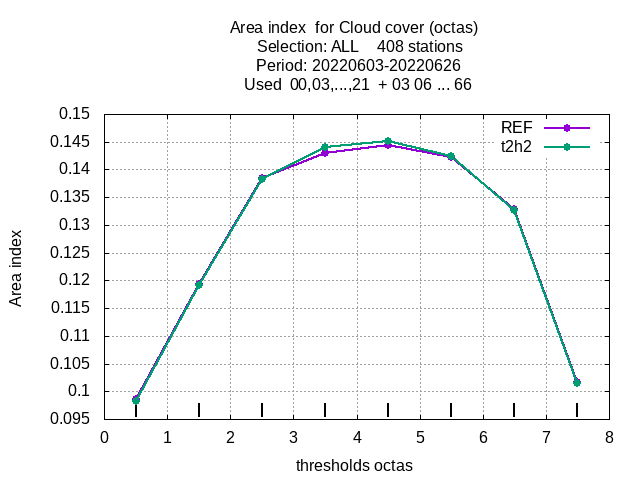 Area index  for Cloud cover (octas)
Selection: ALL    408 stations
Period: 20220603-20220626
Used  00,03,...,21  + 03 06 ... 66
0.15
REF
0.145
t2h2
0.14
0.135
0.13
0.125
0.12
0.115
0.11
0.105
0.1
0.095
Area index
0 1 2 3 4 5 6 7 8
thresholds octas